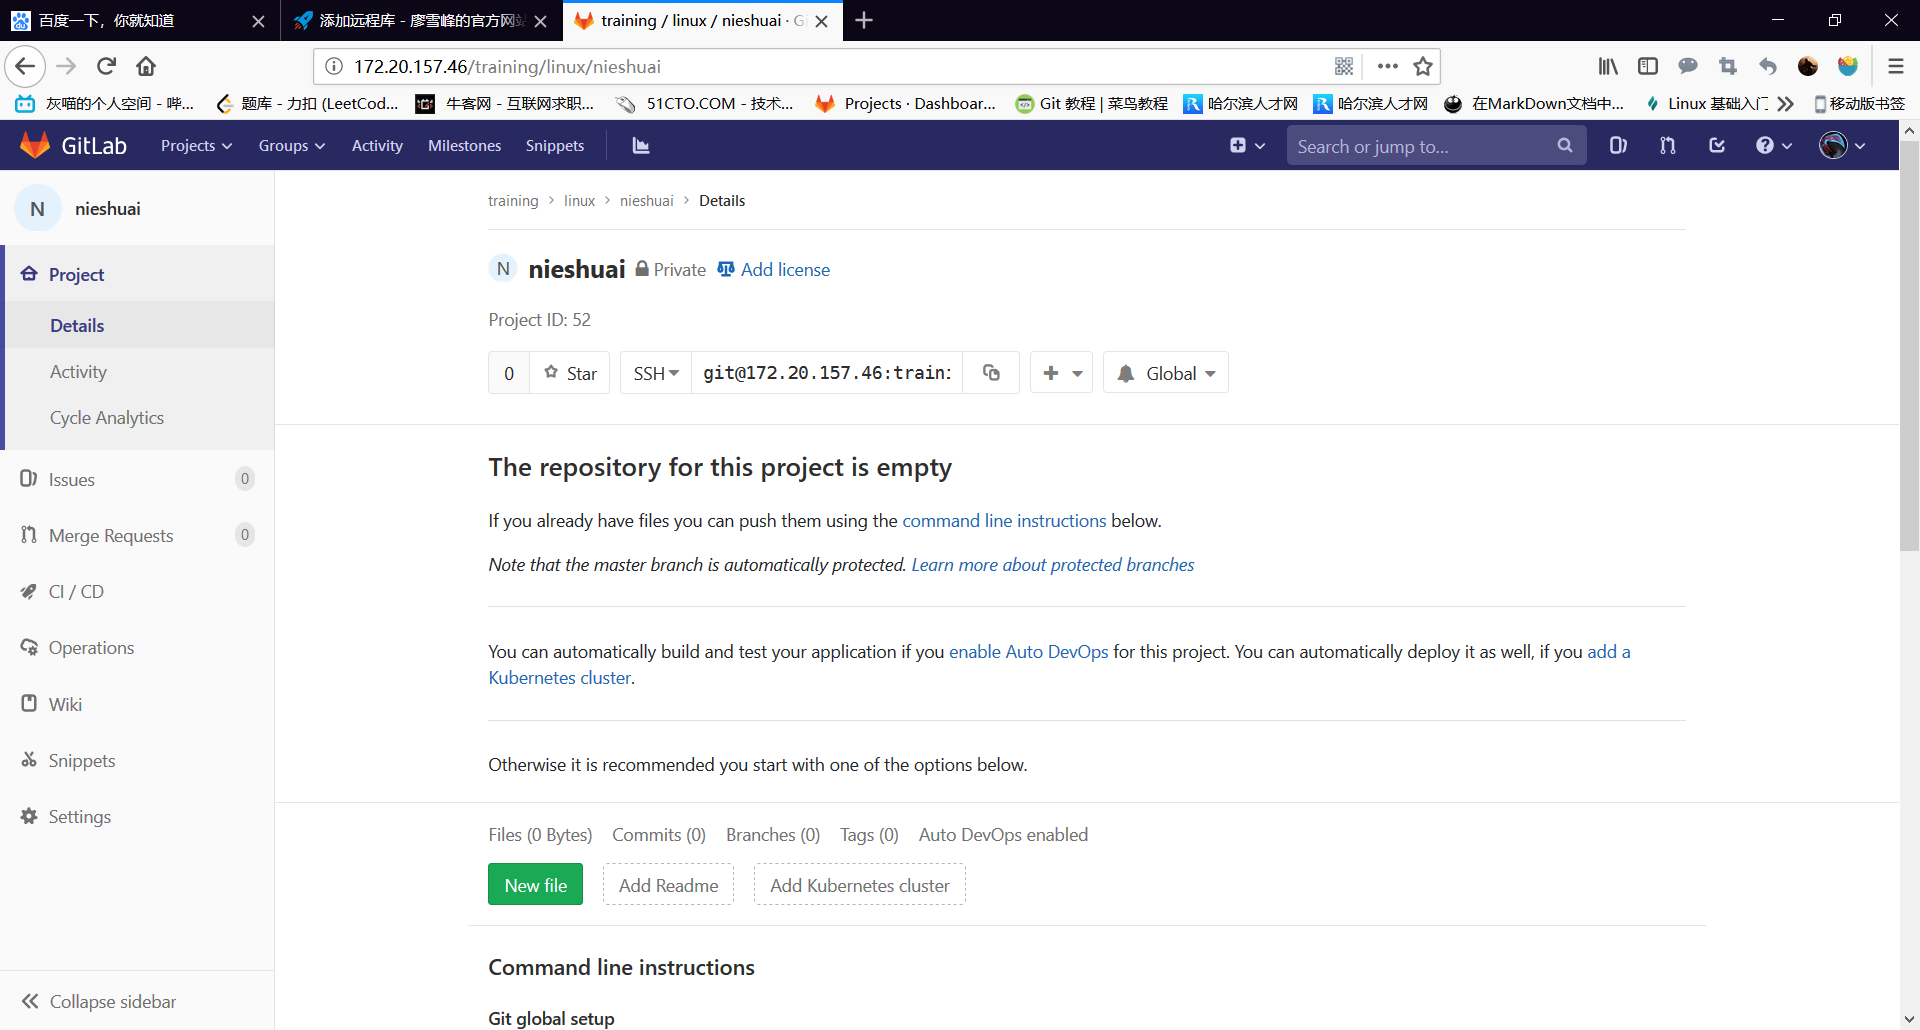 百度一下，你就知道
添加远程库 - 廖雪峰的官方网站
training / linux / nieshuai · Gi
172.20.157.46/training/linux/nieshuai
灰喵的个人空间 - 哔...
题库 - 力扣 (LeetCod...
牛客网 - 互联网求职...
51CTO.COM - 技术...
Projects · Dashboar...
Git 教程 | 菜鸟教程
哈尔滨人才网
哈尔滨人才网
在MarkDown文档中...
Linux 基础入门
移动版书签
GitLab
Projects
Groups
Activity
Milestones
Snippets
Search or jump to...
N nieshuai
Project
Details
Activity
Cycle Analytics
Issues 0
Merge Requests 0
CI / CD
Operations
Wiki
Snippets
Settings
Collapse sidebar
training > linux > nieshuai > Details
N nieshuai Private Add license
Project ID: 52
0 Star SSH git@172.20.157.46:traini Global
The repository for this project is empty
If you already have files you can push them using the command line instructions below.
Note that the master branch is automatically protected. Learn more about protected branches
You can automatically build and test your application if you enable Auto DevOps for this project. You can automatically deploy it as well, if you add a
Kubernetes cluster.
Otherwise it is recommended you start with one of the options below.
Files (0 Bytes) Commits (0) Branches (0) Tags (0) Auto DevOps enabled
New file Add Readme Add Kubernetes cluster
Command line instructions
Git global setup